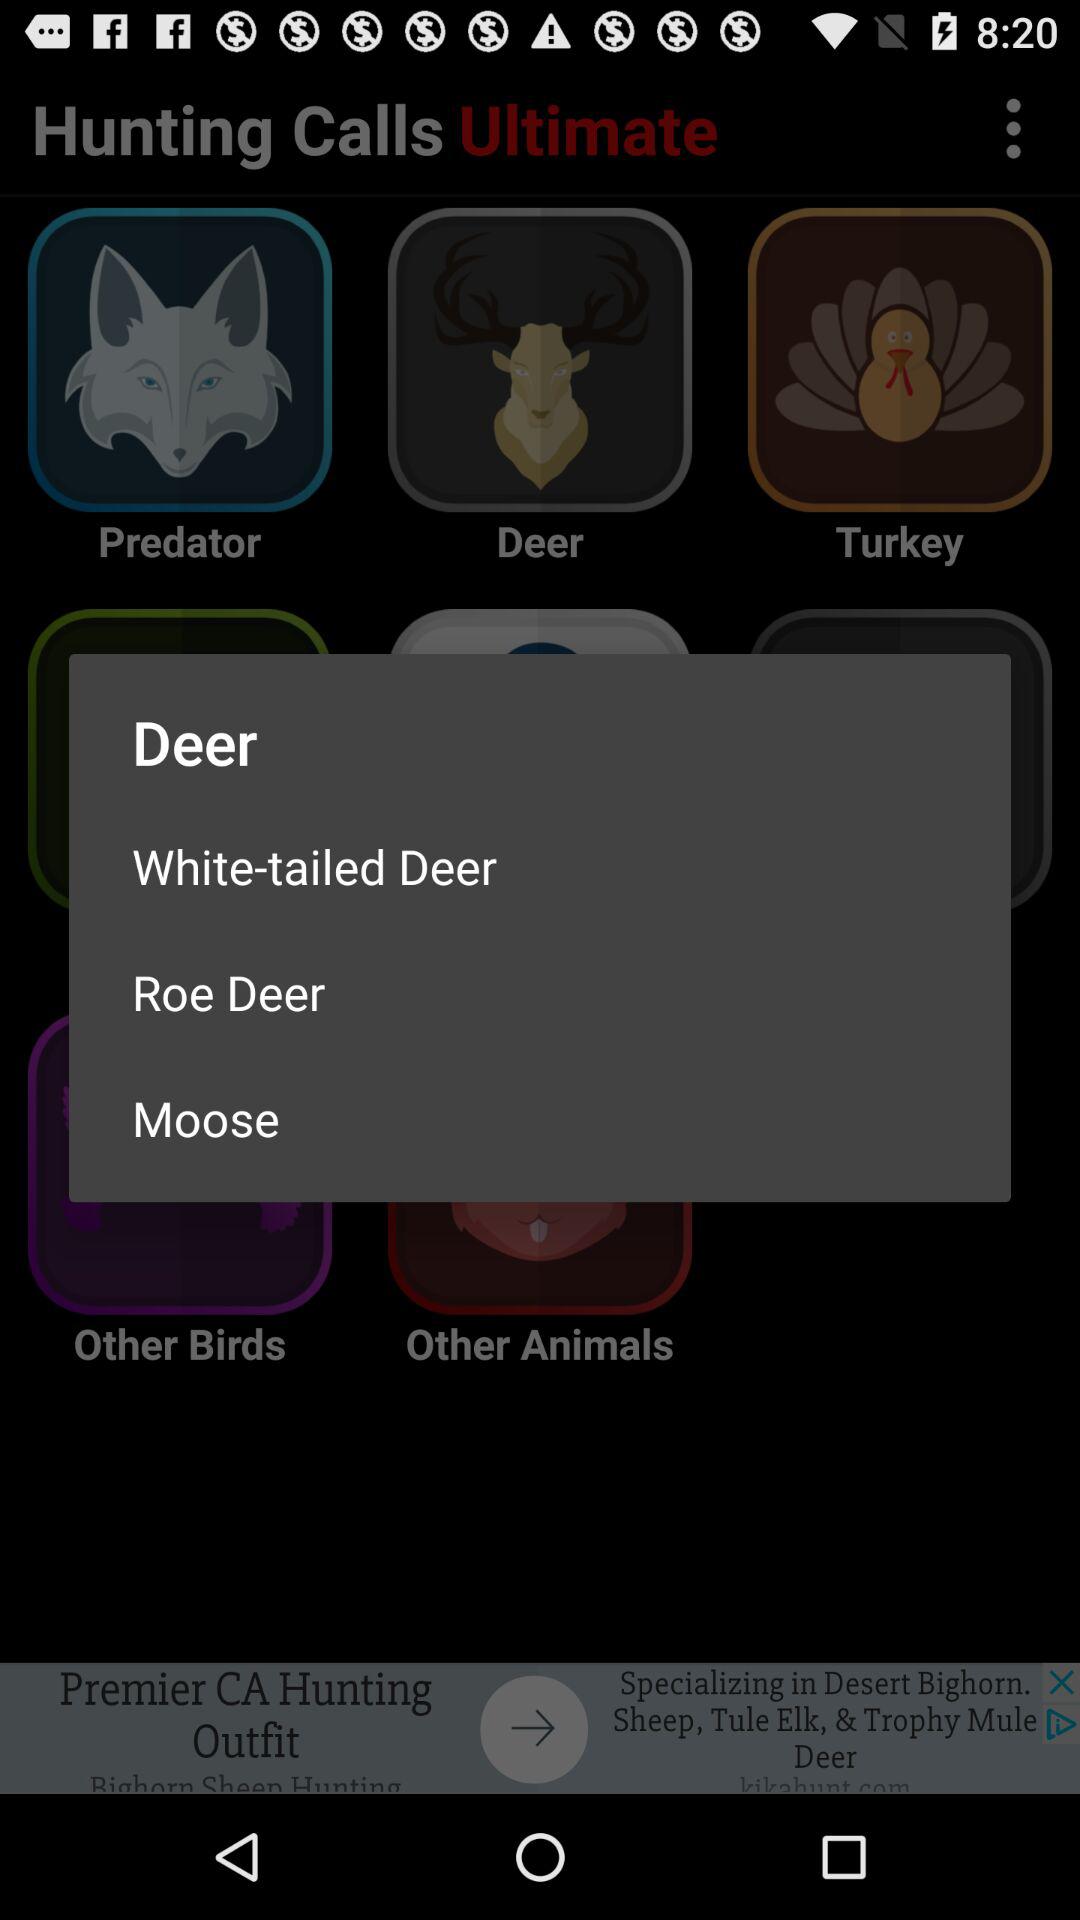 8:20
Hunting Calls Ultimate
Predator
Deer
Turkey
Deer
White-tailed Deer
Roe Deer
Moose
Other Birds
Other Animals
Premier CA Hunting
Outfit
Bighorn Sheep Hunting
Specializing in Desert Bighorn.
Sheep, Tule Elk, & Trophy Mule
Deer
kikahunt.com